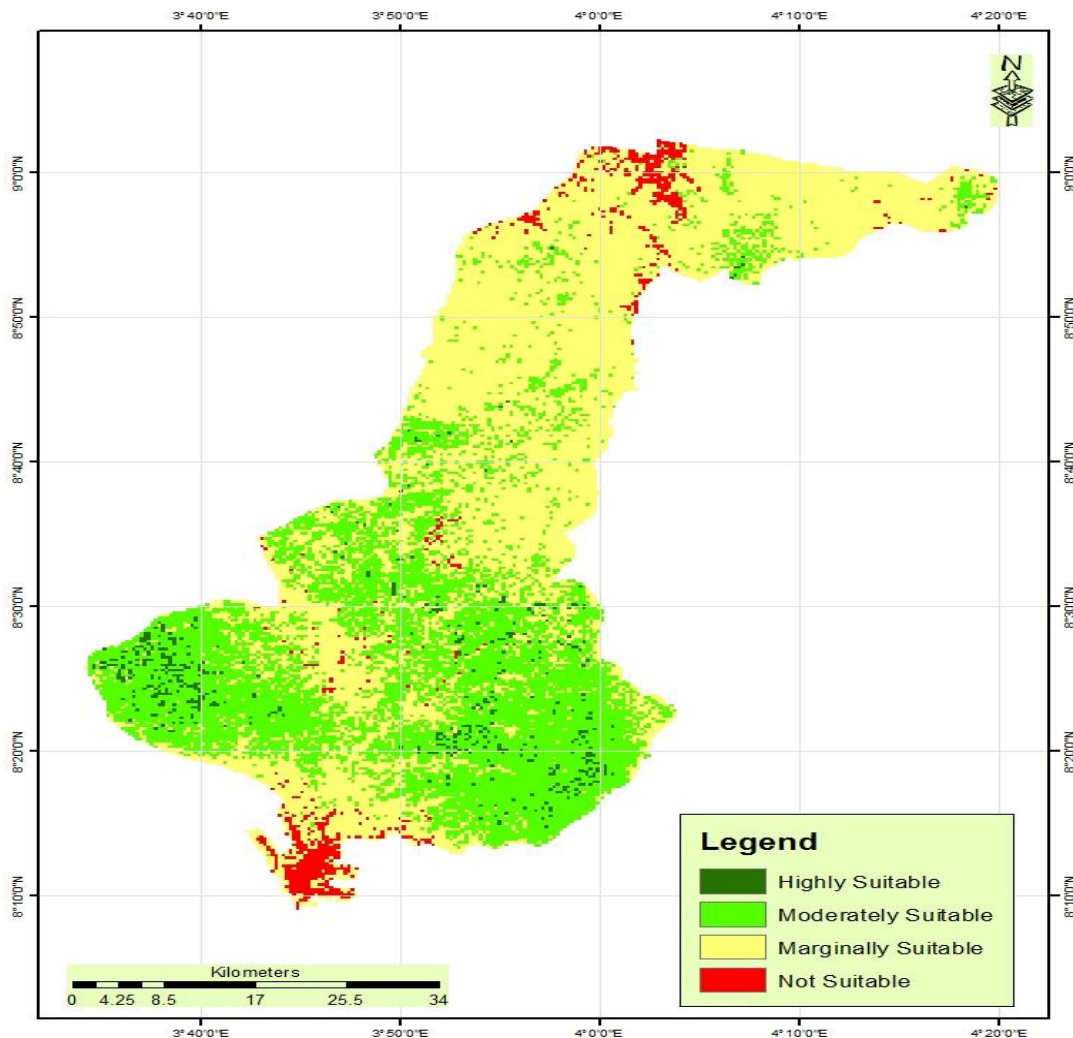 3° 40'0"E 3° 50'0"E 4° 0'0"E 4° 10'0"E 4° 20'0"E
N
9°0'0"N 9°0'0"N
8°50'0"N 8°50'0"N
8°40'0"N 8°40'0"N
8°30'0"N 8°30'0"N
8°20'0"N 8°20'0"N
8°10'0"N 8°10'0"N
Legend
Highly Suitable
Moderately Suitable
Marginally Suitable
Not Suitable
Kilometers
0 4.25 8.5 17 25.5 34
3° 40'0"E 3° 50'0"E 4° 0'0"E 4° 10'0"E 4° 20'0"E